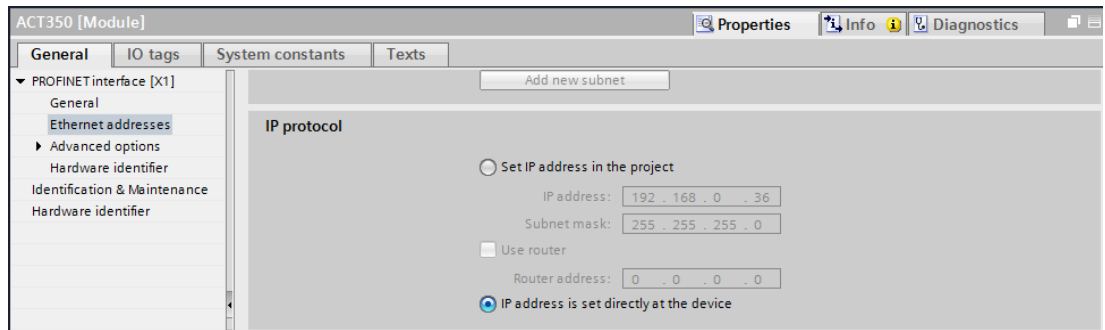 ACT350 [Module]
Properties
Info
Diagnostics
General
IO tags
System constants
Texts
PROFINET interface [X1]
General
Ethernet addresses
Advanced options
Hardware identifier
Identification & Maintenance
Hardware identifier
Add new subnet
IP protocol
Set IP address in the project
IP address: 192 . 168 . 0 . 36
Subnet mask: 255 . 255 . 255 . 0
Use router
Router address: 0 . 0 . 0 . 0
IP address is set directly at the device